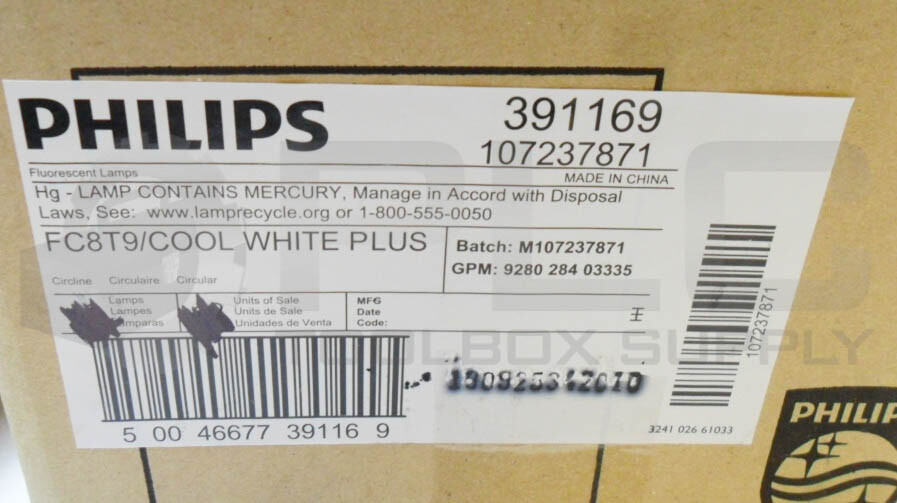 PHILIPS
391169
107237871
Fluorescent Lamps
MADE IN CHINA
Hg - LAMP CONTAINS MERCURY, Manage in Accord with Disposal
Laws, See: www.lamprecycle.org or 1-800-555-0050
FC8T9/COOL WHITE PLUS
Batch: M107237871
GPM: 9280 284 03335
Circline Circulaire Circular
Lamps
Lampes
Units of Sale
Units de Sale
Unidades de Venta
MFG
Date
Code:
TOOLBOX SUPPLY
107237871
5 00 46677 39116 9
3241 026 61033
PHILIP